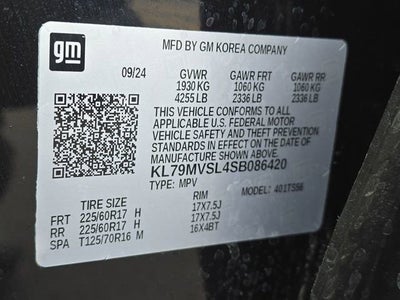 gm
MFD BY GM KOREA COMPANY
09/24 GVWR GAWR FRT GAWR RR
1930 KG 1060 KG 1060 KG
4255 LB 2336 LB 2336 LB
THIS VEHICLE CONFORMS TO ALL
APPLICABLE U.S. FEDERAL MOTOR
VEHICLE SAFETY AND THEFT PREVENTION
STANDARDS IN EFFECT ON THE DATE OF
MANUFACTURE SHOWN ABOVE.
KL79MVSL4SB086420
TYPE: MPV MODEL: 401TS56
TIRE SIZE RIM
FRT 225/60R17 H 17X7.5J
RR 225/60R17 H 17X7.5J
SPA T125/70R16 M 16X4BT